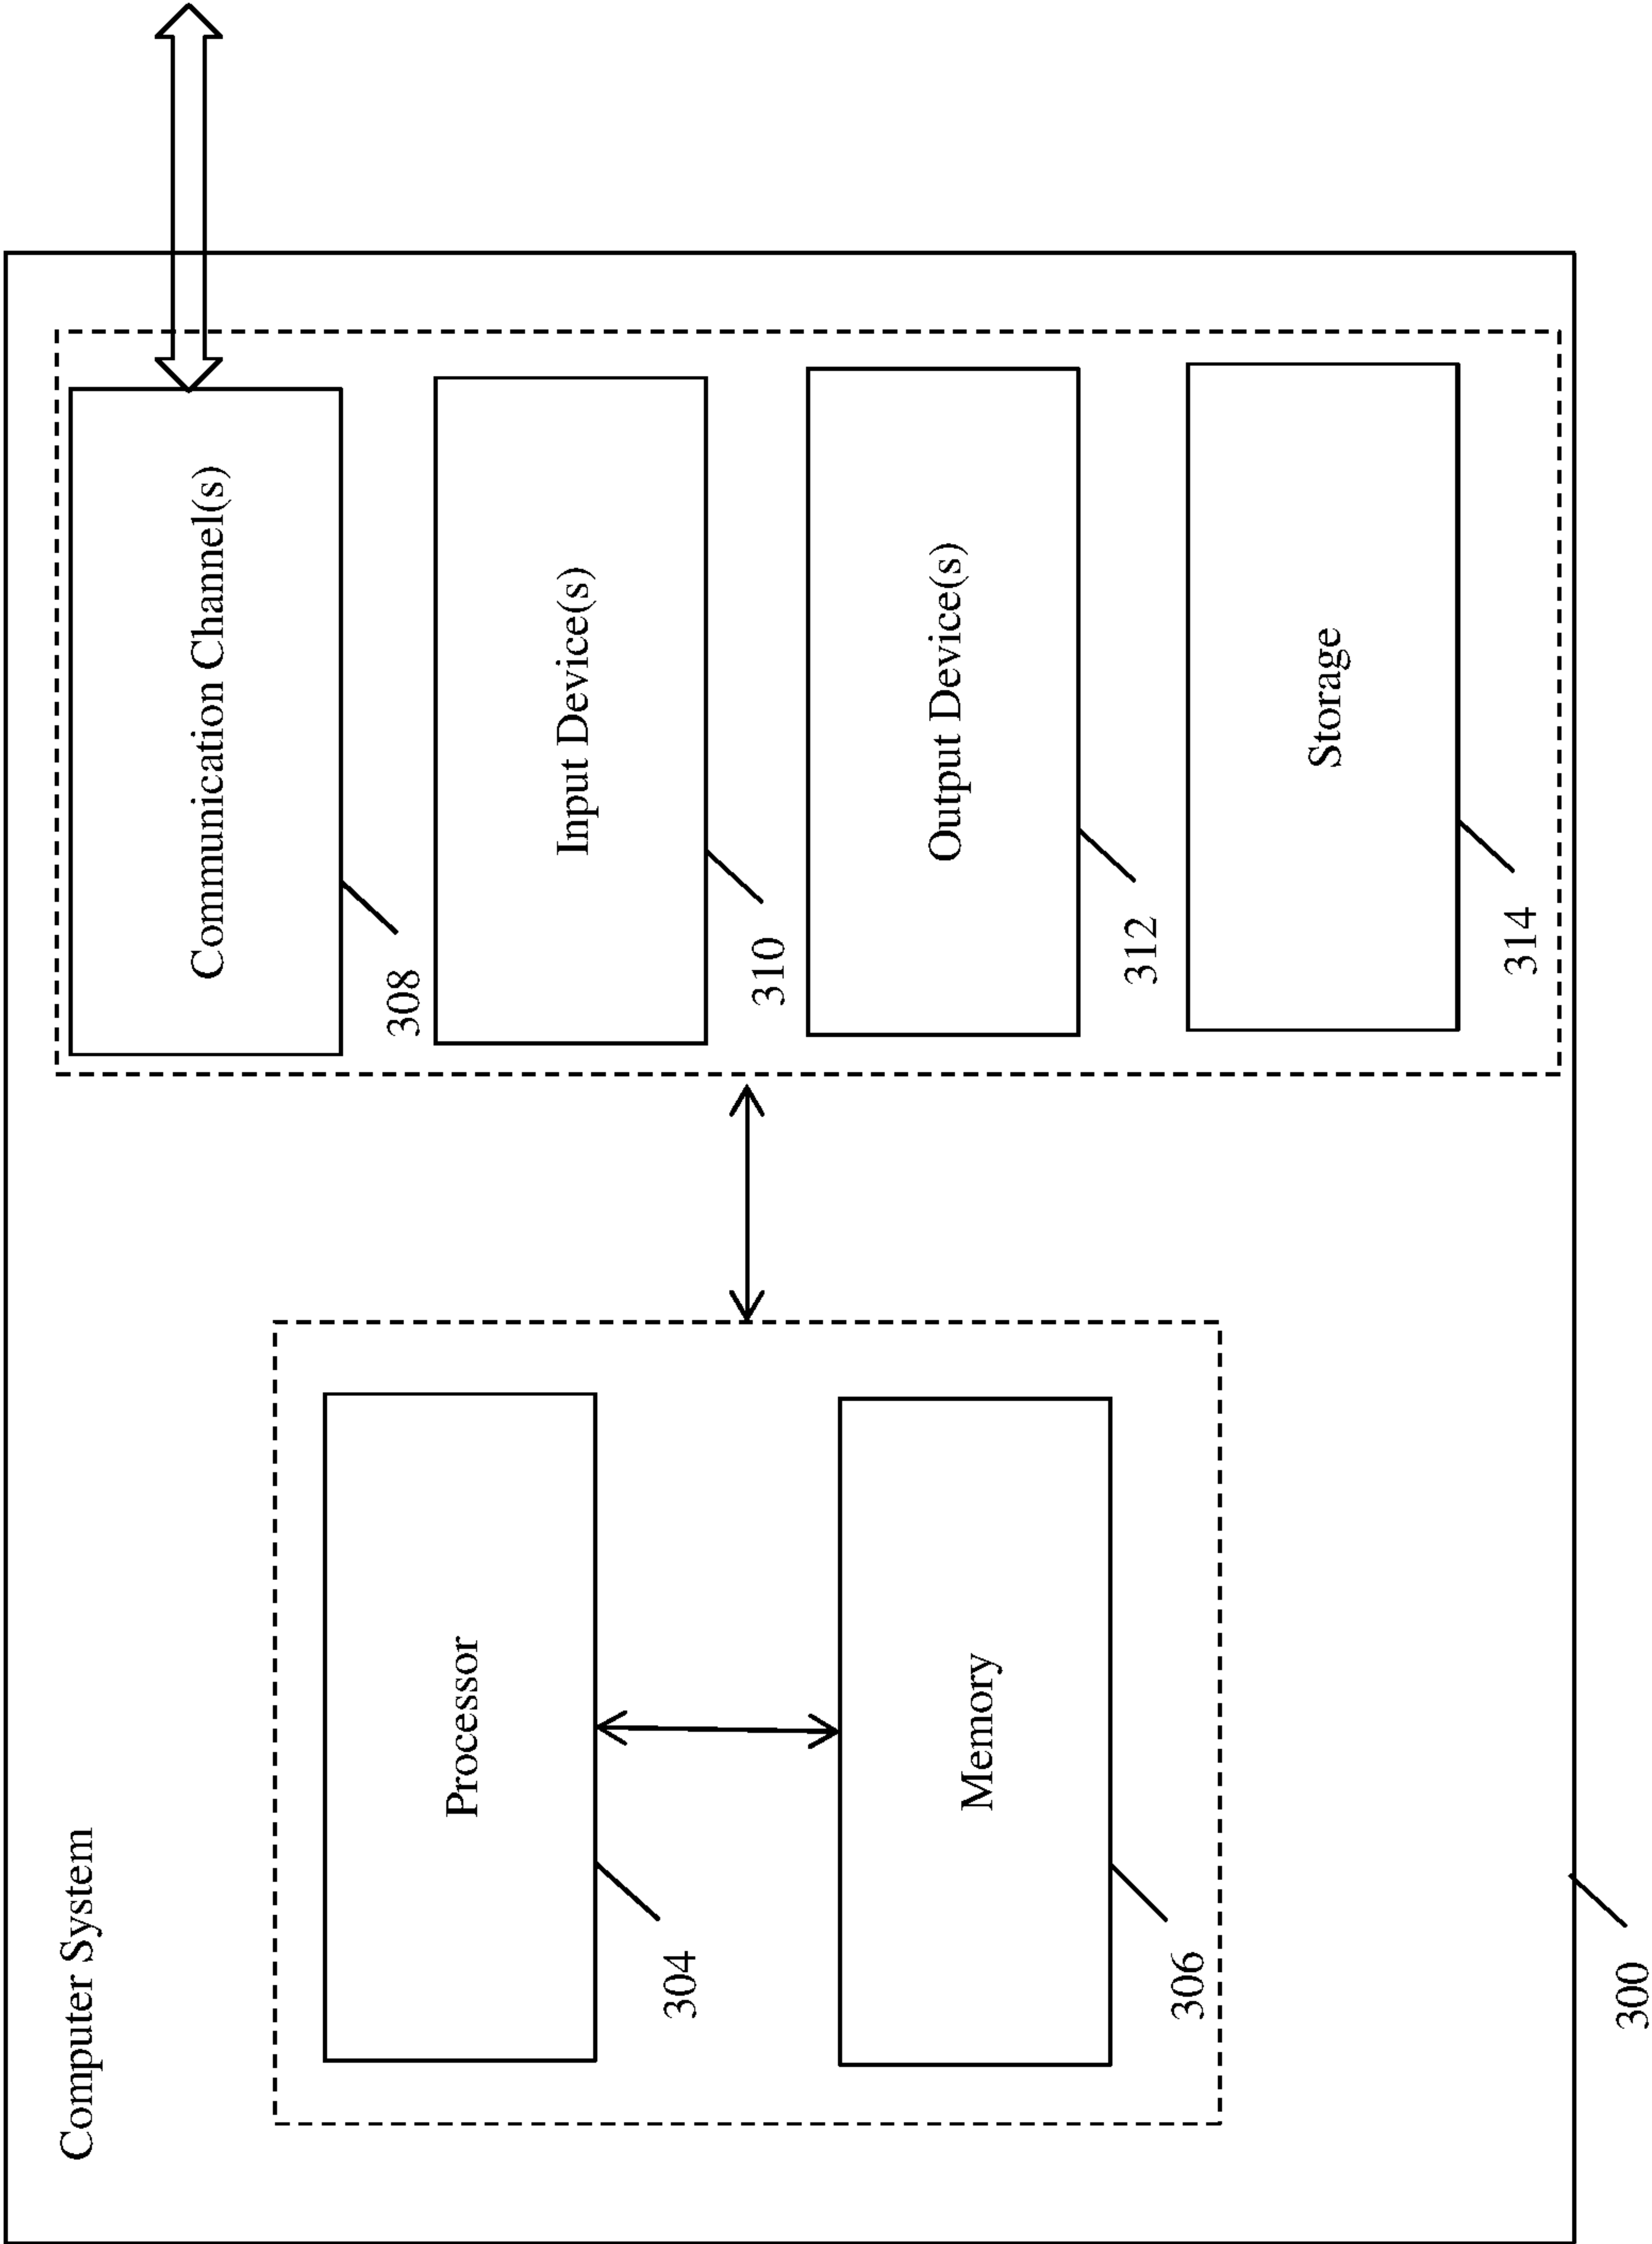 Computer System
Processor
304
Memory
306
Communication Channel(s)
308
Input Device(s)
310
Output Device(s)
312
Storage
314
300